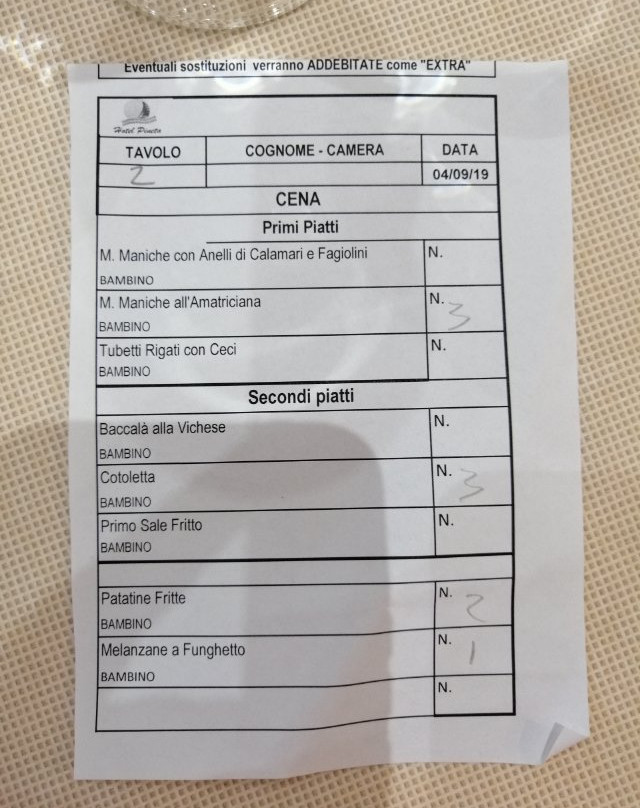 Eventuali sostituzioni verranno ADDEBITATE come "EXTRA"
Hotel Pineta
TAVOLO COGNOME - CAMERA DATA
2 04/09/19
CENA
Primi Piatti
M. Maniche con Anelli di Calamari e Fagiolini N.
BAMBINO
M. Maniche all'Amatriciana N. 3
BAMBINO
Tubetti Rigati con Ceci N.
BAMBINO
Secondi piatti
Baccalà alla Vichese N.
BAMBINO
Cotoletta N. 3
BAMBINO
Primo Sale Fritto N.
BAMBINO
Patatine Fritte N. 2
BAMBINO
Melanzane a Funghetto N. 1
BAMBINO
N.